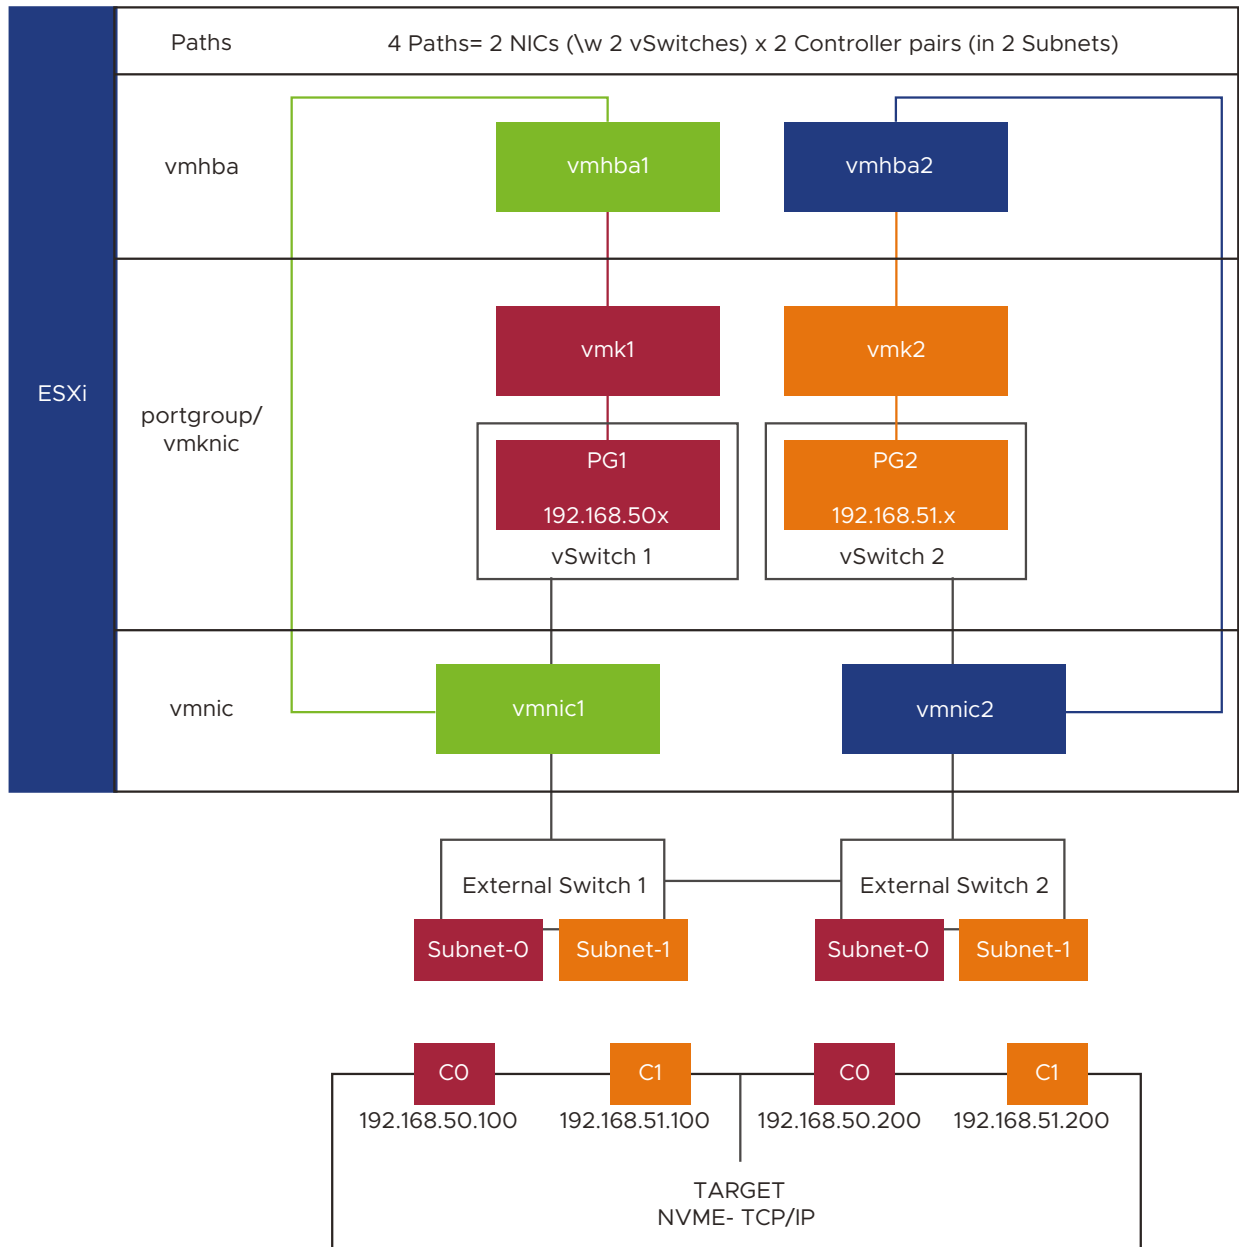 Paths
4 Paths= 2 NICs (\w 2 vSwitches) x 2 Controller pairs (in 2 Subnets)
vmhba
vmhba1
vmhba2
ESXi
portgroup/
vmknic
vmk1
vmk2
PG1
192.168.50x
vSwitch 1
PG2
192.168.51.x
vSwitch 2
vmnic
vmnic1
vmnic2
External Switch 1
External Switch 2
Subnet-0
Subnet-1
Subnet-0
Subnet-1
C0
C1
C0
C1
192.168.50.100
192.168.51.100
192.168.50.200
192.168.51.200
TARGET
NVME- TCP/IP